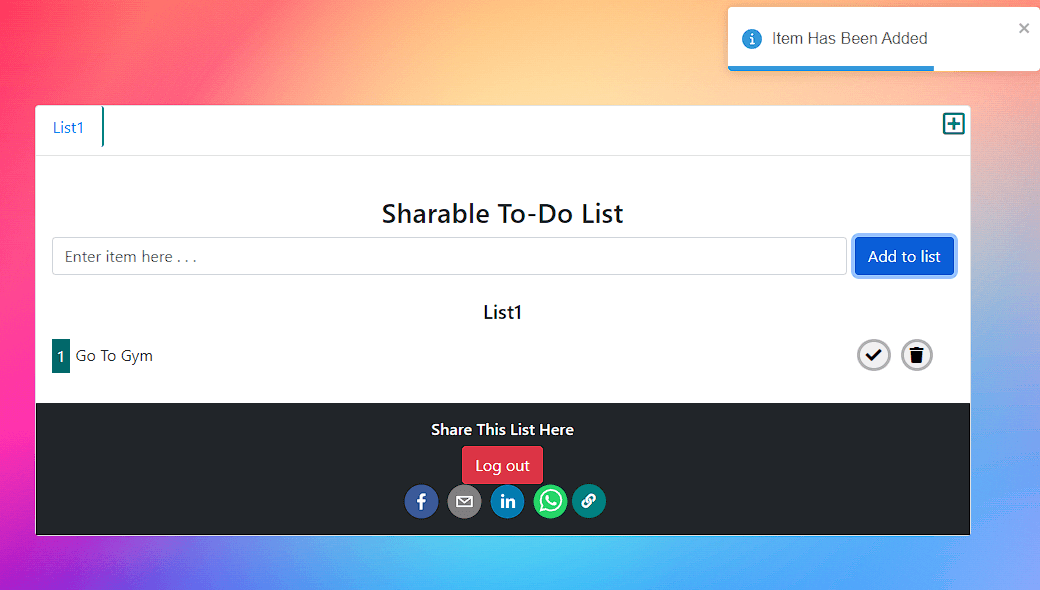 Item Has Been Added
List1
Sharable To-Do List
Enter item here . . .
Add to list
List1
1 Go To Gym
Share This List Here
Log out